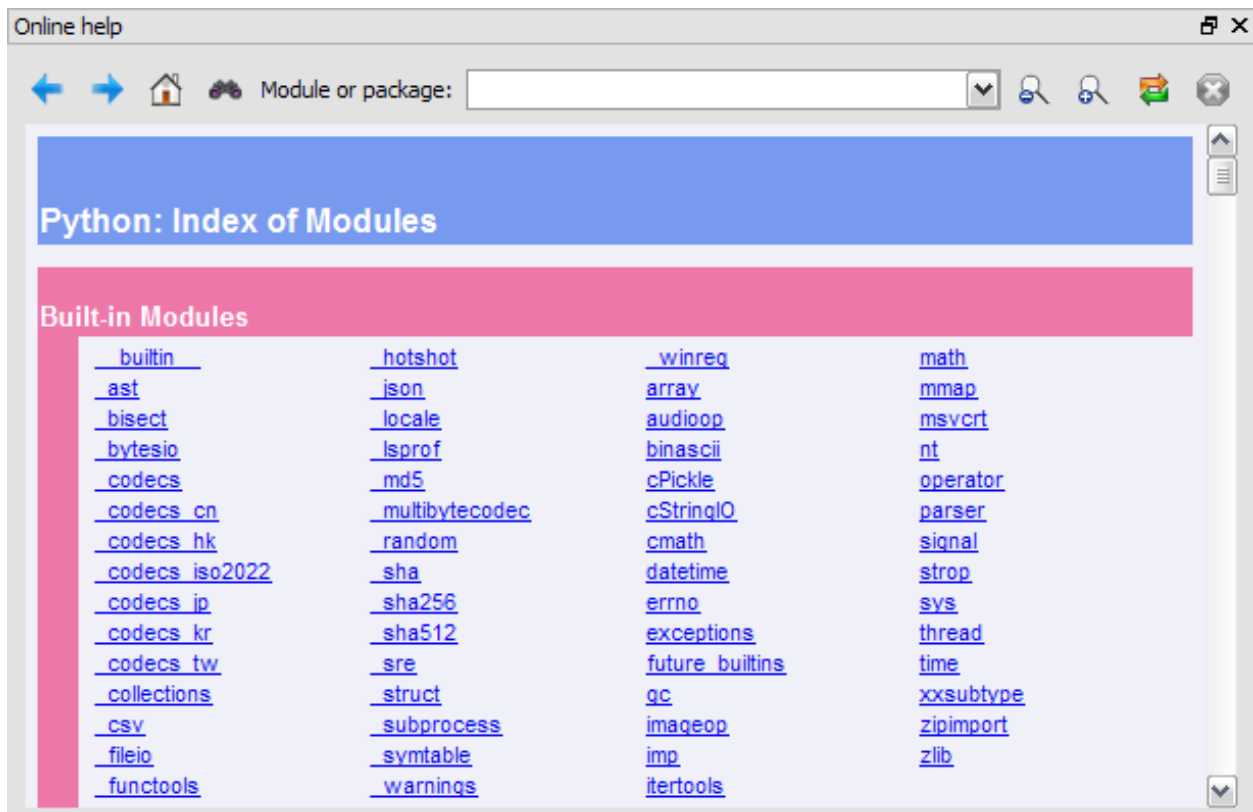 Online help
Module or package:
Python: Index of Modules
Built-in Modules
__builtin__ _hotshot _winreg math
_ast _json array mmap
_bisect _locale audioop msvcrt
_bytesio _lsprof binascii nt
_codecs _md5 cPickle operator
_codecs_cn _multibytecodec cStringIO parser
_codecs_hk _random cmath signal
_codecs_iso2022 _sha datetime strop
_codecs_jp _sha256 errno sys
_codecs_kr _sha512 exceptions thread
_codecs_tw _sre future_builtins time
_collections _struct gc xxsubtype
_csv _subprocess imageop zipimport
_fileio _symtable imp zlib
_functools _warnings itertools